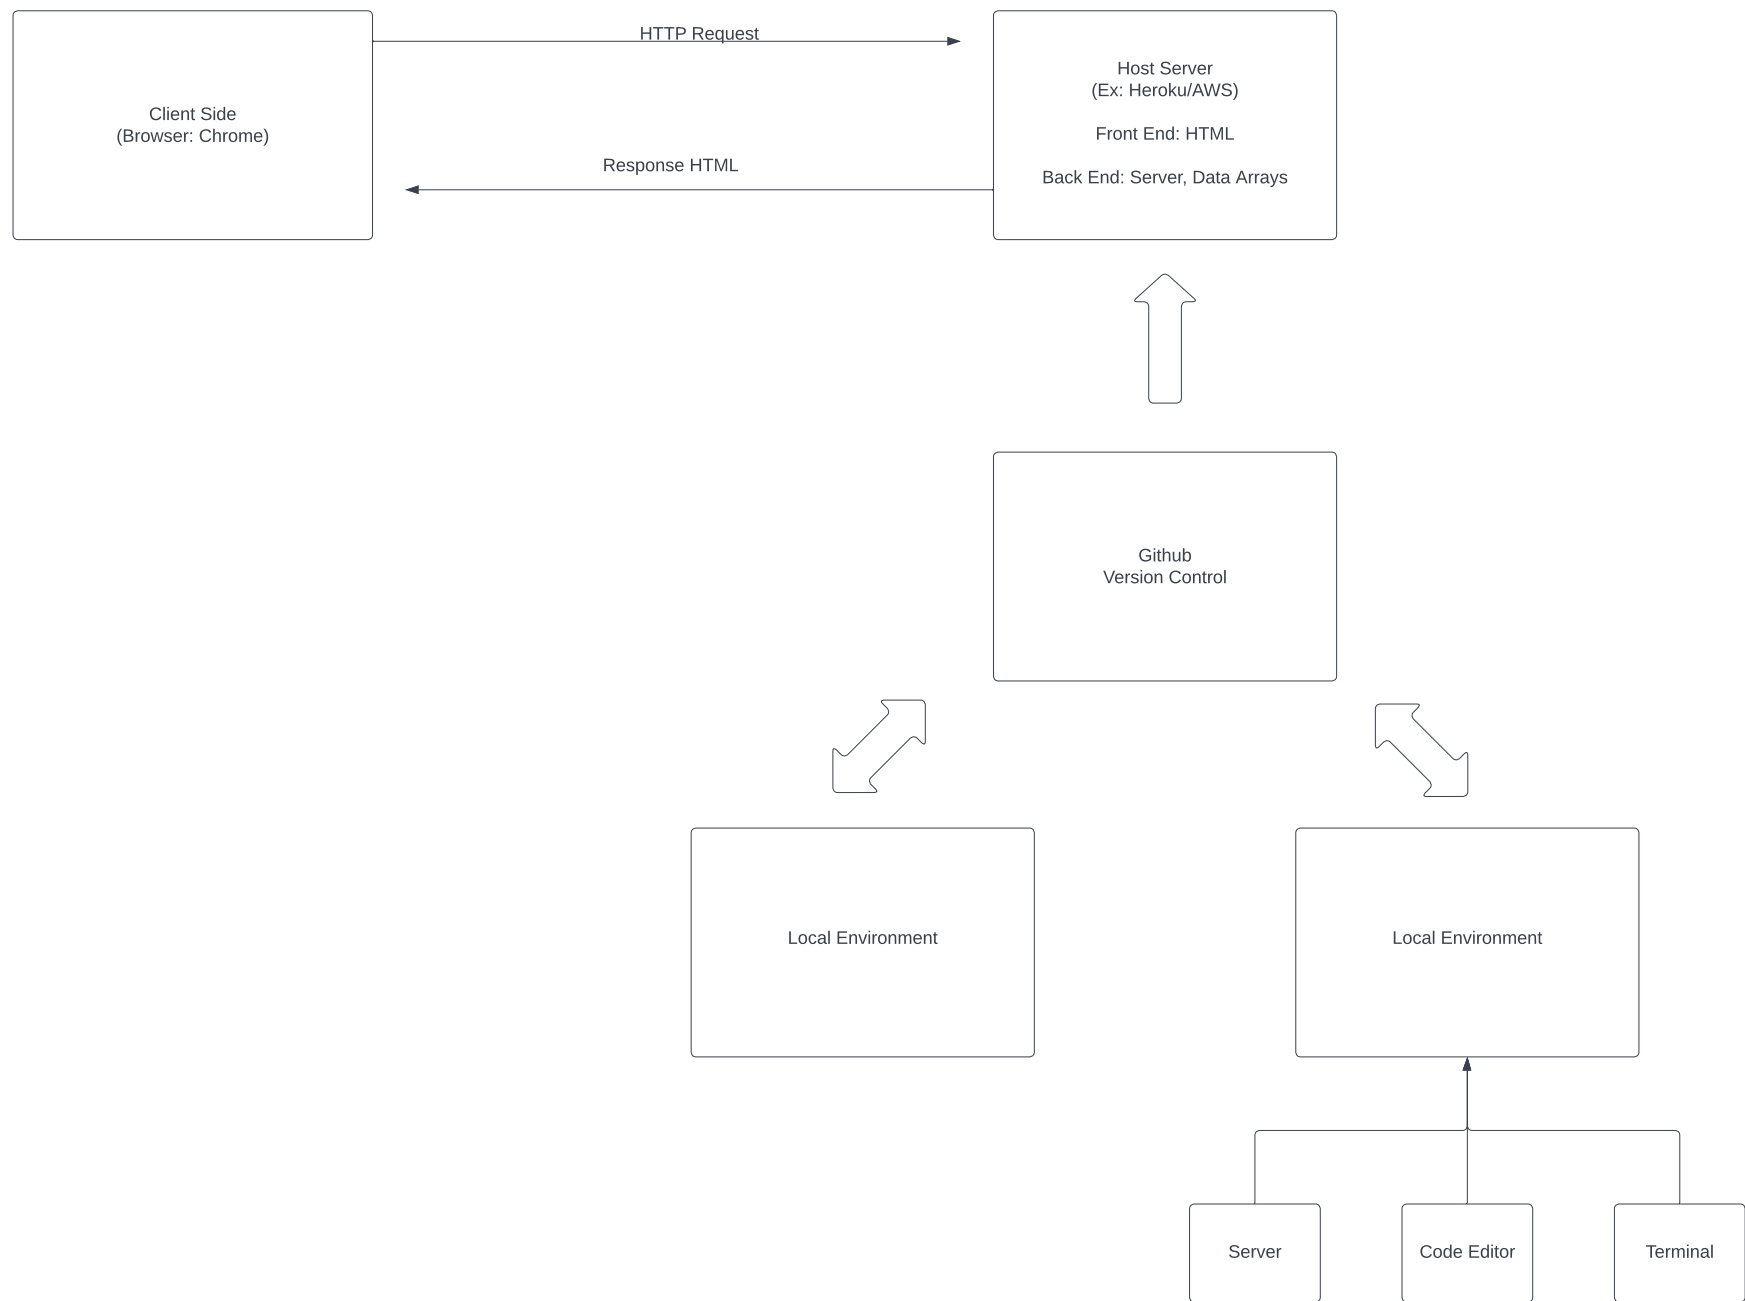 HTTP Request
Client Side
(Browser: Chrome)
Response HTML
Host Server
(Ex: Heroku/AWS)
Front End: HTML
Back End: Server, Data Arrays
Github
Version Control
Local Environment
Local Environment
Server
Code Editor
Terminal